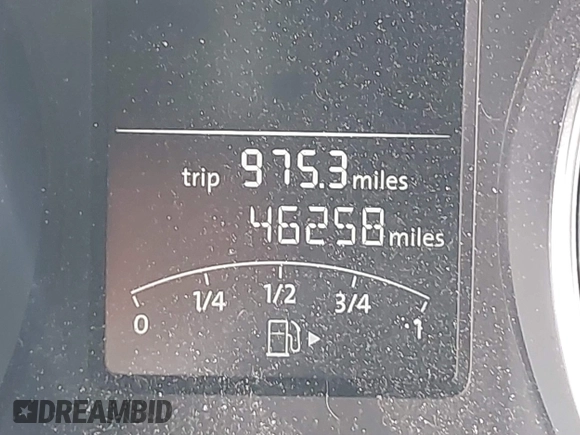 trip 975.3 miles
46258 miles
0 1/4 1/2 3/4 1
DREAMBID